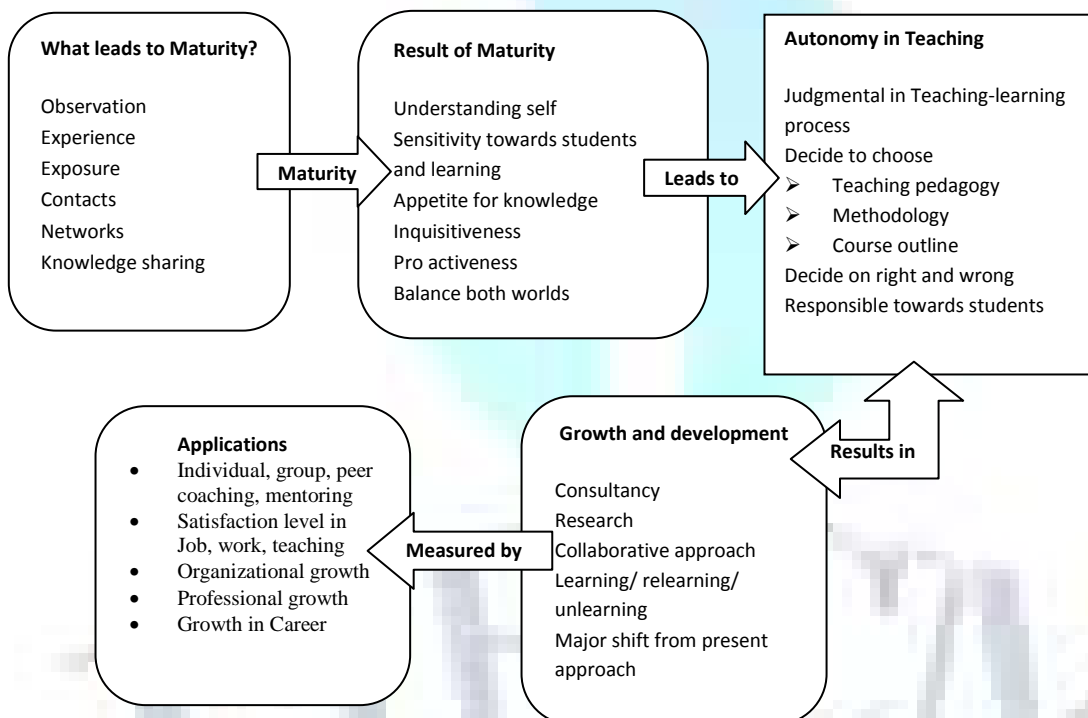 What leads to Maturity?
Observation
Experience
Exposure
Contacts
Networks
Knowledge sharing
Maturity
Result of Maturity
Understanding self
Sensitivity towards students
and learning
Appetite for knowledge
Inquisitiveness
Pro activeness
Balance both worlds
Leads to
Autonomy in Teaching
Judgmental in Teaching-learning
process
Decide to choose
➢ Teaching pedagogy
➢ Methodology
➢ Course outline
Decide on right and wrong
Responsible towards students
Results in
Growth and development
Consultancy
Research
Collaborative approach
Learning/ relearning/
unlearning
Major shift from present
approach
Measured by
Applications
• Individual, group, peer
coaching, mentoring
• Satisfaction level in
Job, work, teaching
• Organizational growth
• Professional growth
• Growth in Career